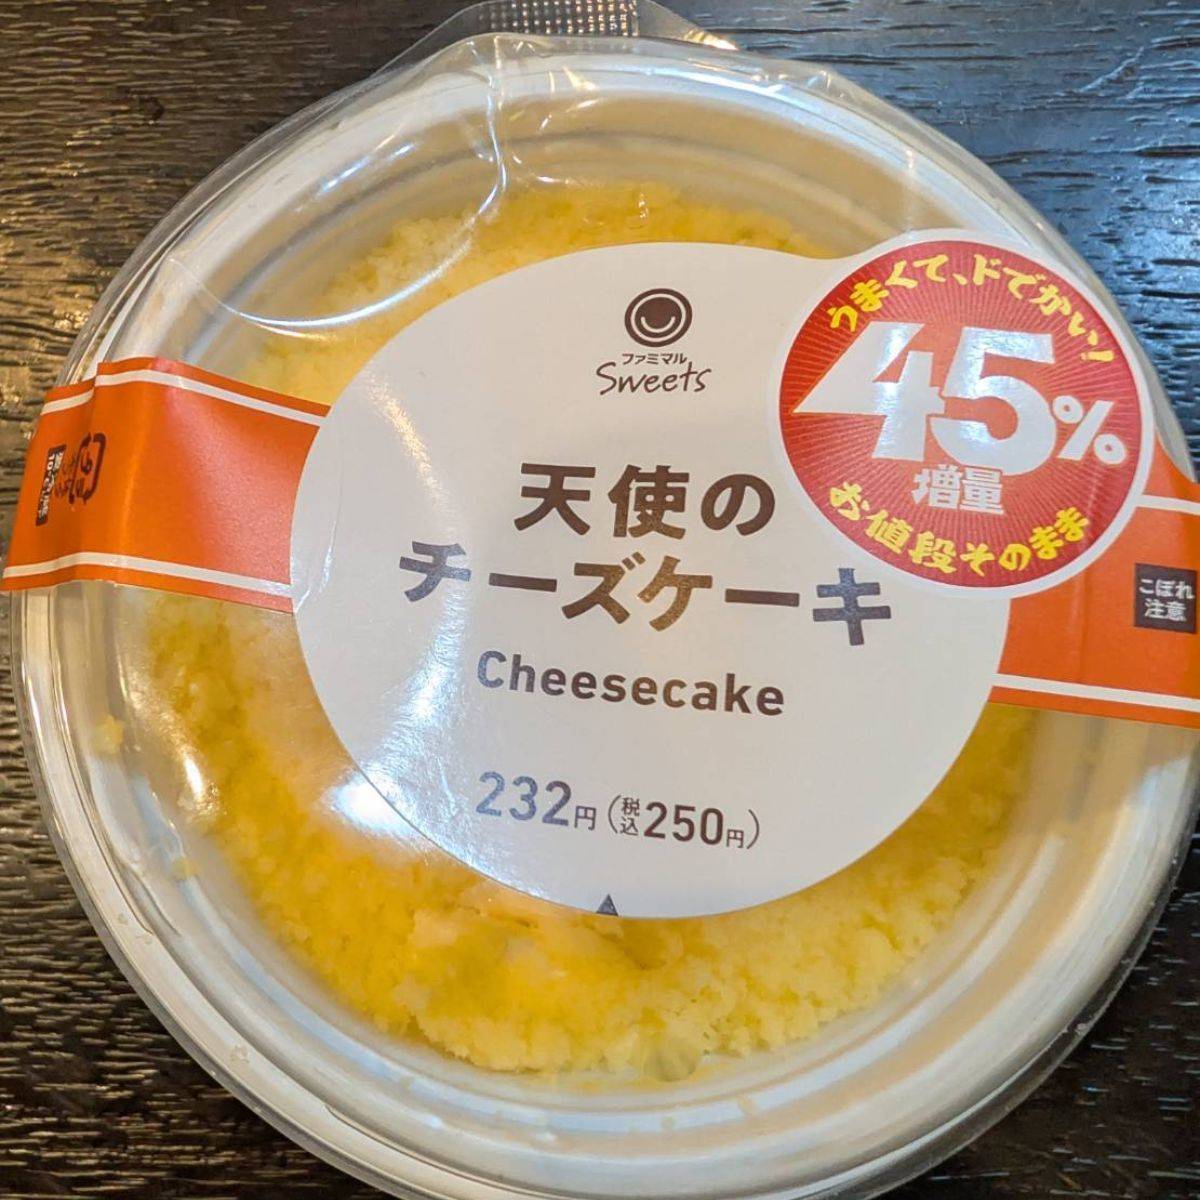 ファミマル
Sweets
うまくて、ドでかい!
45%
増量
お値段そのまま
天使の
チーズケーキ
Cheesecake
232円(税込250円)
こぼれ
注意